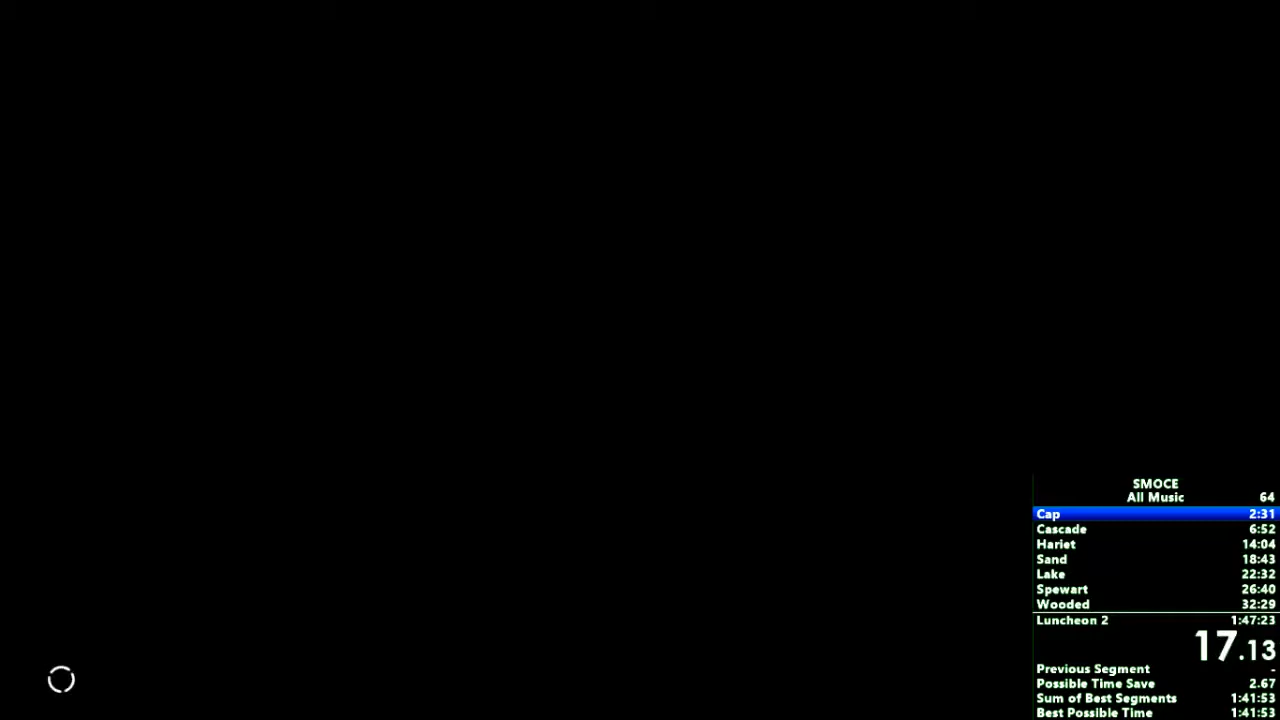 SMOCE
All Music 64
Cap 2:31
Cascade 6:52
Hariet 14:04
Sand 18:43
Lake 22:32
Spewart 26:40
Wooded 32:29
Luncheon 2 1:47:23
17.13
Previous Segment -
Possible Time Save 2.67
Sum of Best Segments 1:41:53
Best Possible Time 1:41:53